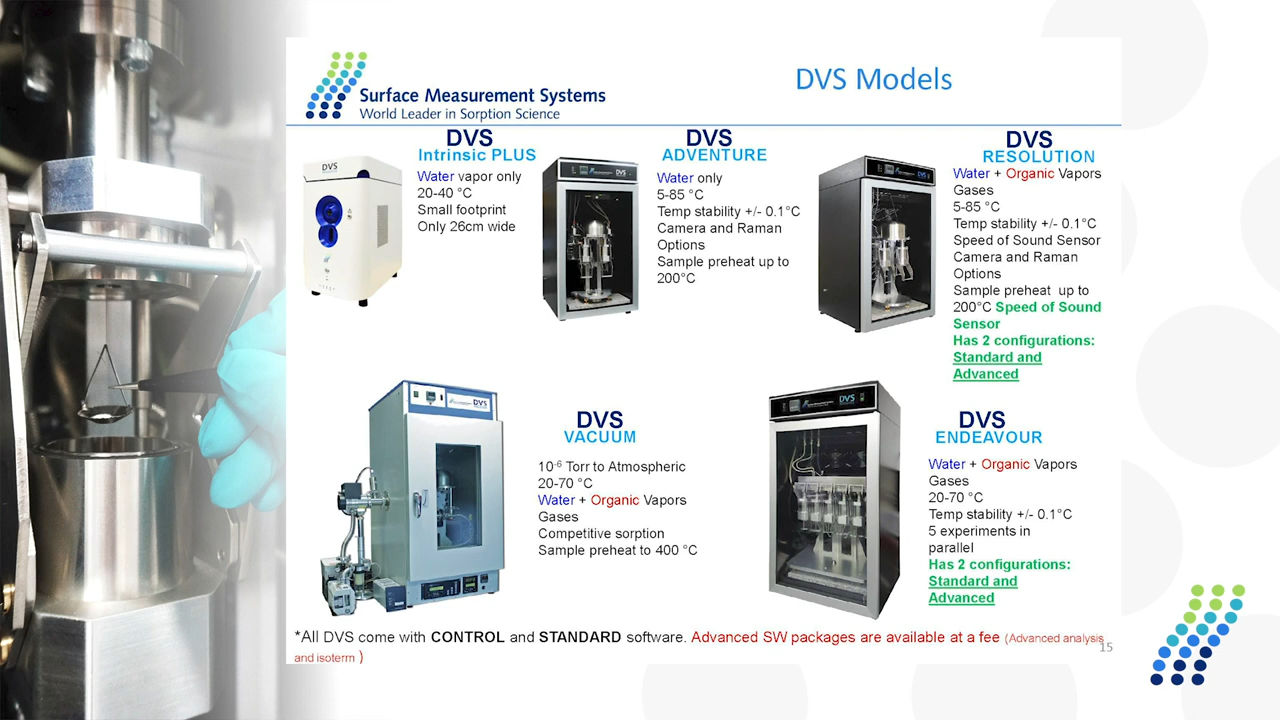 Surface Measurement Systems
World Leader in Sorption Science
DVS Models
DVS
Intrinsic PLUS
Water vapor only
20-40 °C
Small footprint
Only 26cm wide
DVS
DVS
ADVENTURE
Water only
5-85 °C
Temp stability +/- 0.1°C
Camera and Raman
Options
Sample preheat up to
200°C
DVS
DVS
RESOLUTION
Water + Organic Vapors
Gases
5-85 °C
Temp stability +/- 0.1°C
Speed of Sound Sensor
Camera and Raman
Options
Sample preheat up to
200°C Speed of Sound
Sensor
Has 2 configurations:
Standard and
Advanced
DVS
DVS
VACUUM
10-6 Torr to Atmospheric
20-70 °C
Water + Organic Vapors
Gases
Competitive sorption
Sample preheat to 400 °C
DVS
DVS
ENDEAVOUR
Water + Organic Vapors
Gases
20-70 °C
Temp stability +/- 0.1°C
5 experiments in
parallel
Has 2 configurations:
Standard and
Advanced
DVS
*All DVS come with CONTROL and STANDARD software. Advanced SW packages are available at a fee (Advanced analysis
and isoterm )
15